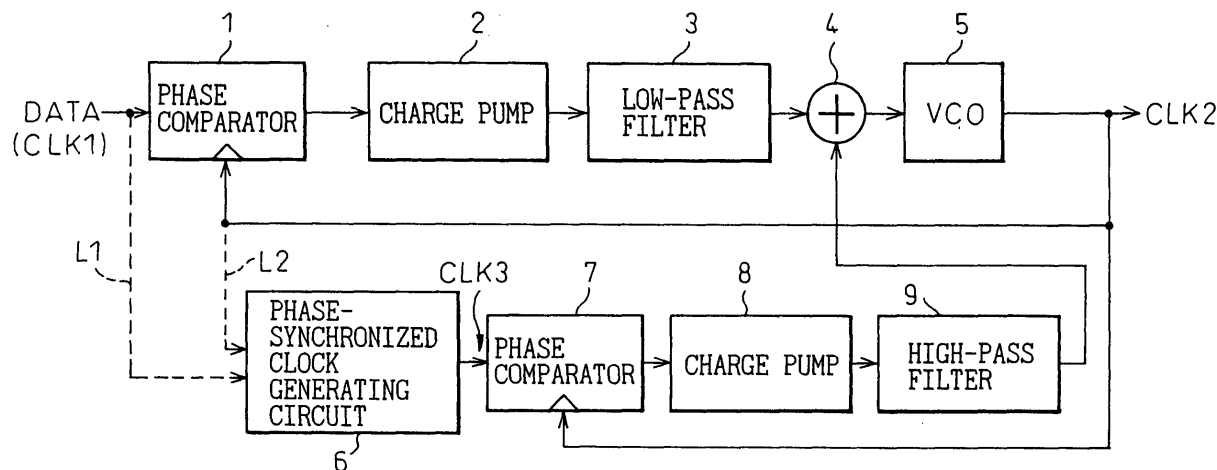 1
2
3
4
5
DATA
(CLK1)
PHASE
COMPARATOR
CHARGE PUMP
LOW-PASS
FILTER
VCO
CLK2
L1
L2
CLK3
7
8
9
PHASE-
SYNCHRONIZED
CLOCK
GENERATING
CIRCUIT
PHASE
COMPARATOR
CHARGE PUMP
HIGH-PASS
FILTER
6